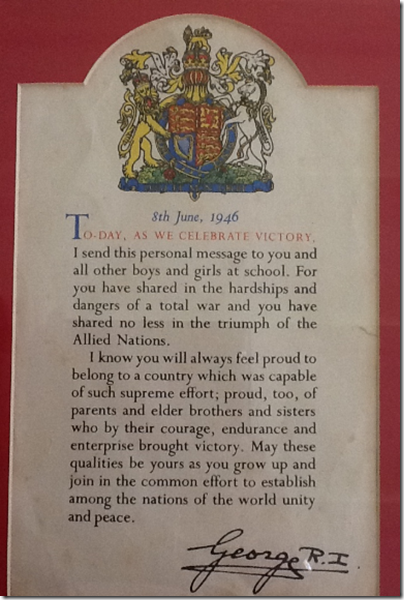 8th June, 1946
TO-DAY, AS WE CELEBRATE VICTORY,
I send this personal message to you and
all other boys and girls at school. For
you have shared in the hardships and
dangers of a total war and you have
shared no less in the triumph of the
Allied Nations.
I know you will always feel proud to
belong to a country which was capable
of such supreme effort; proud, too, of
parents and elder brothers and sisters
who by their courage, endurance and
enterprise brought victory. May these
qualities be yours as you grow up and
join in the common effort to establish
among the nations of the world unity
and peace.
George R.I.